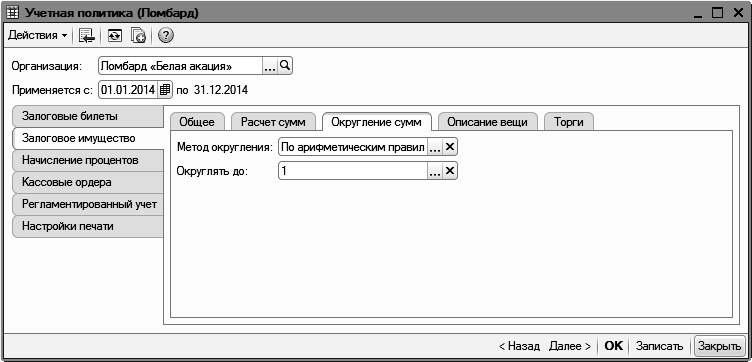 Учетная политика (Ломбард)
Действия
Организация: Ломбард «Белая акация» ...
Применяется с: 01.01.2014 по 31.12.2014
Залоговые билеты
Залоговое имущество
Начисление процентов
Кассовые ордера
Регламентированный учет
Настройки печати
Общее Расчет сумм Округление сумм Описание вещи Торги
Метод округления: По арифметическим правил ...
Округлять до: 1 ...
< Назад Далее > OK Записать Закрыть